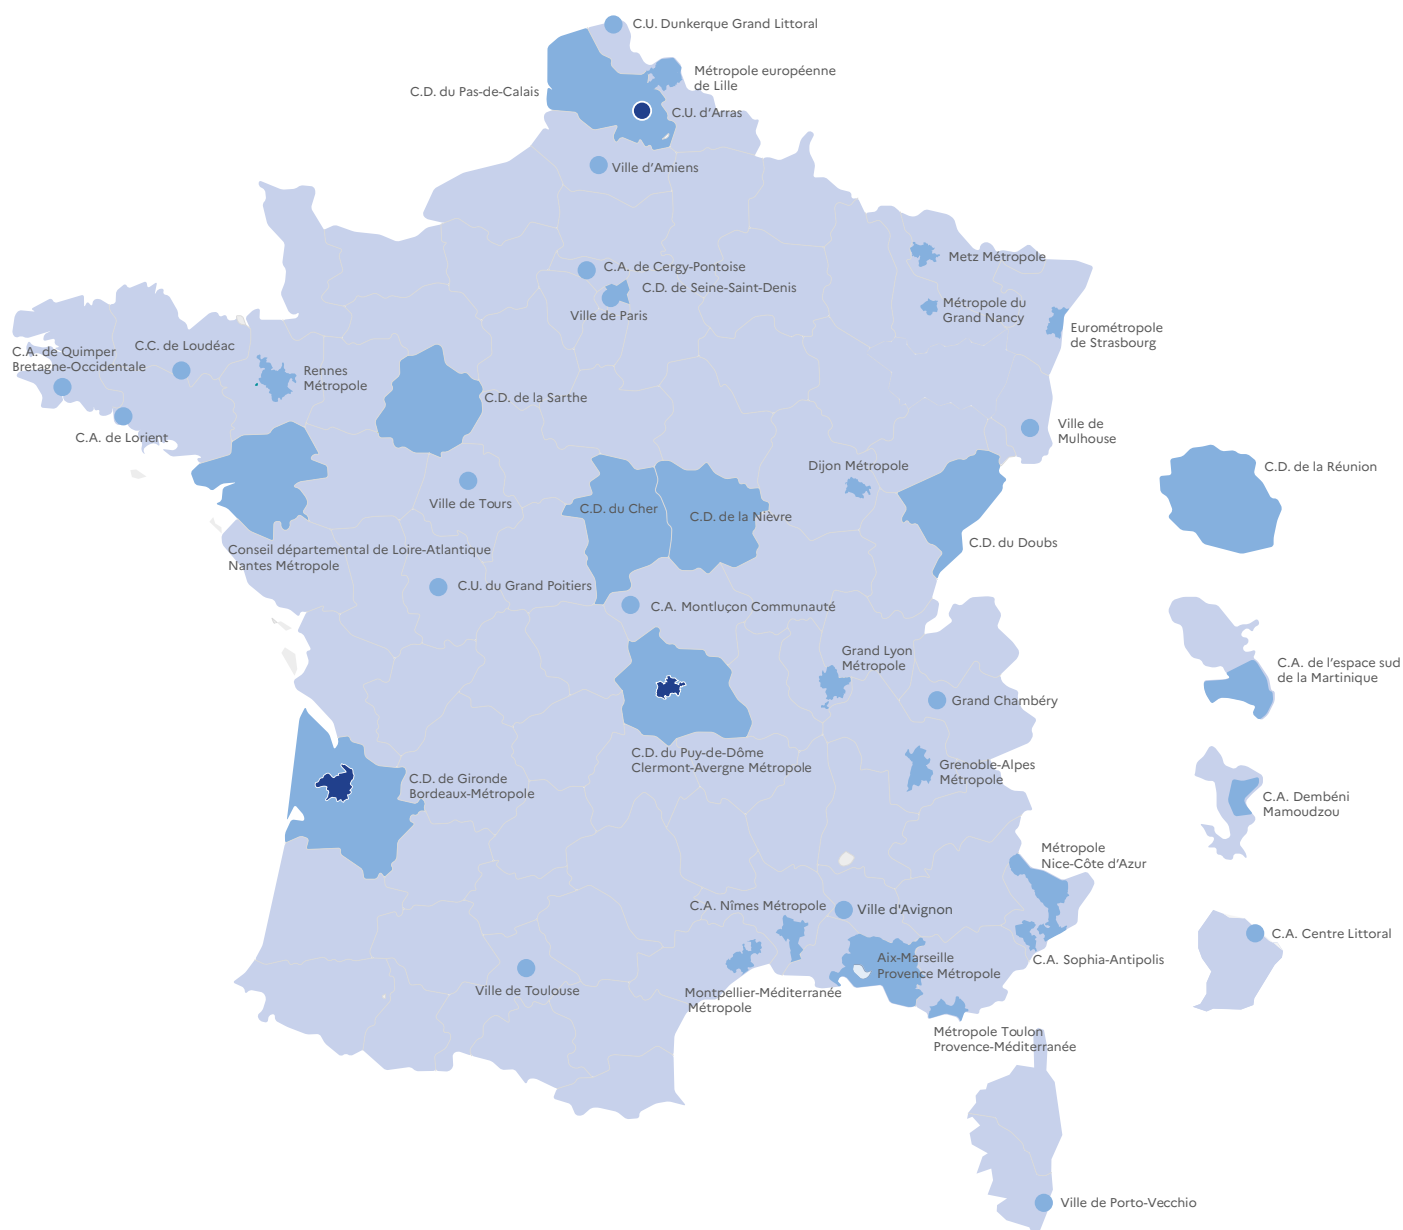 C.U. Dunkerque Grand Littoral
Métropole européenne
de Lille
C.D. du Pas-de-Calais
C.U. d’Arras
Ville d’Amiens
C.A. de Cergy-Pontoise
C.D. de Seine-Saint-Denis
Ville de Paris
Metz Métropole
Métropole du
Grand Nancy
Eurométropole
de Strasbourg
C.A. de Quimper
Bretagne-Occidentale
C.C. de Loudéac
Rennes
Métropole
C.A. de Lorient
C.D. de la Sarthe
Ville de
Mulhouse
Ville de Tours
C.D. du Cher
C.D. de la Nièvre
Dijon Métropole
C.D. du Doubs
C.D. de la Réunion
Conseil départemental de Loire-Atlantique
Nantes Métropole
C.U. du Grand Poitiers
C.A. Montluçon Communauté
Grand Lyon
Métropole
Grand Chambéry
C.A. de l’espace sud
de la Martinique
C.D. du Puy-de-Dôme
Clermont-Avergne Métropole
Grenoble-Alpes
Métropole
C.D. de Gironde
Bordeaux-Métropole
C.A. Dembéni
Mamoudzou
Métropole
Nice-Côte d’Azur
C.A. Nîmes Métropole
Ville d'Avignon
C.A. Centre Littoral
C.A. Sophia-Antipolis
Aix-Marseille
Provence Métropole
Ville de Toulouse
Montpellier-Méditerranée
Métropole
Métropole Toulon
Provence-Méditerranée
Ville de Porto-Vecchio